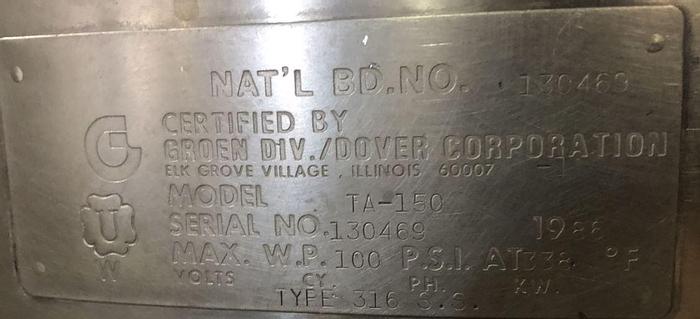 NAT'L BD.NO. 130469
CERTIFIED BY
GROEN DIV./DOVER CORPORATION
ELK GROVE VILLAGE, ILLINOIS 60007
MODEL TA-150
SERIAL NO. 130469 1986
MAX. W.P. 100 P.S.I. AT 338 °F
VOLTS CY. PH. KW.
TYPE 316 S.S.
G
U
W